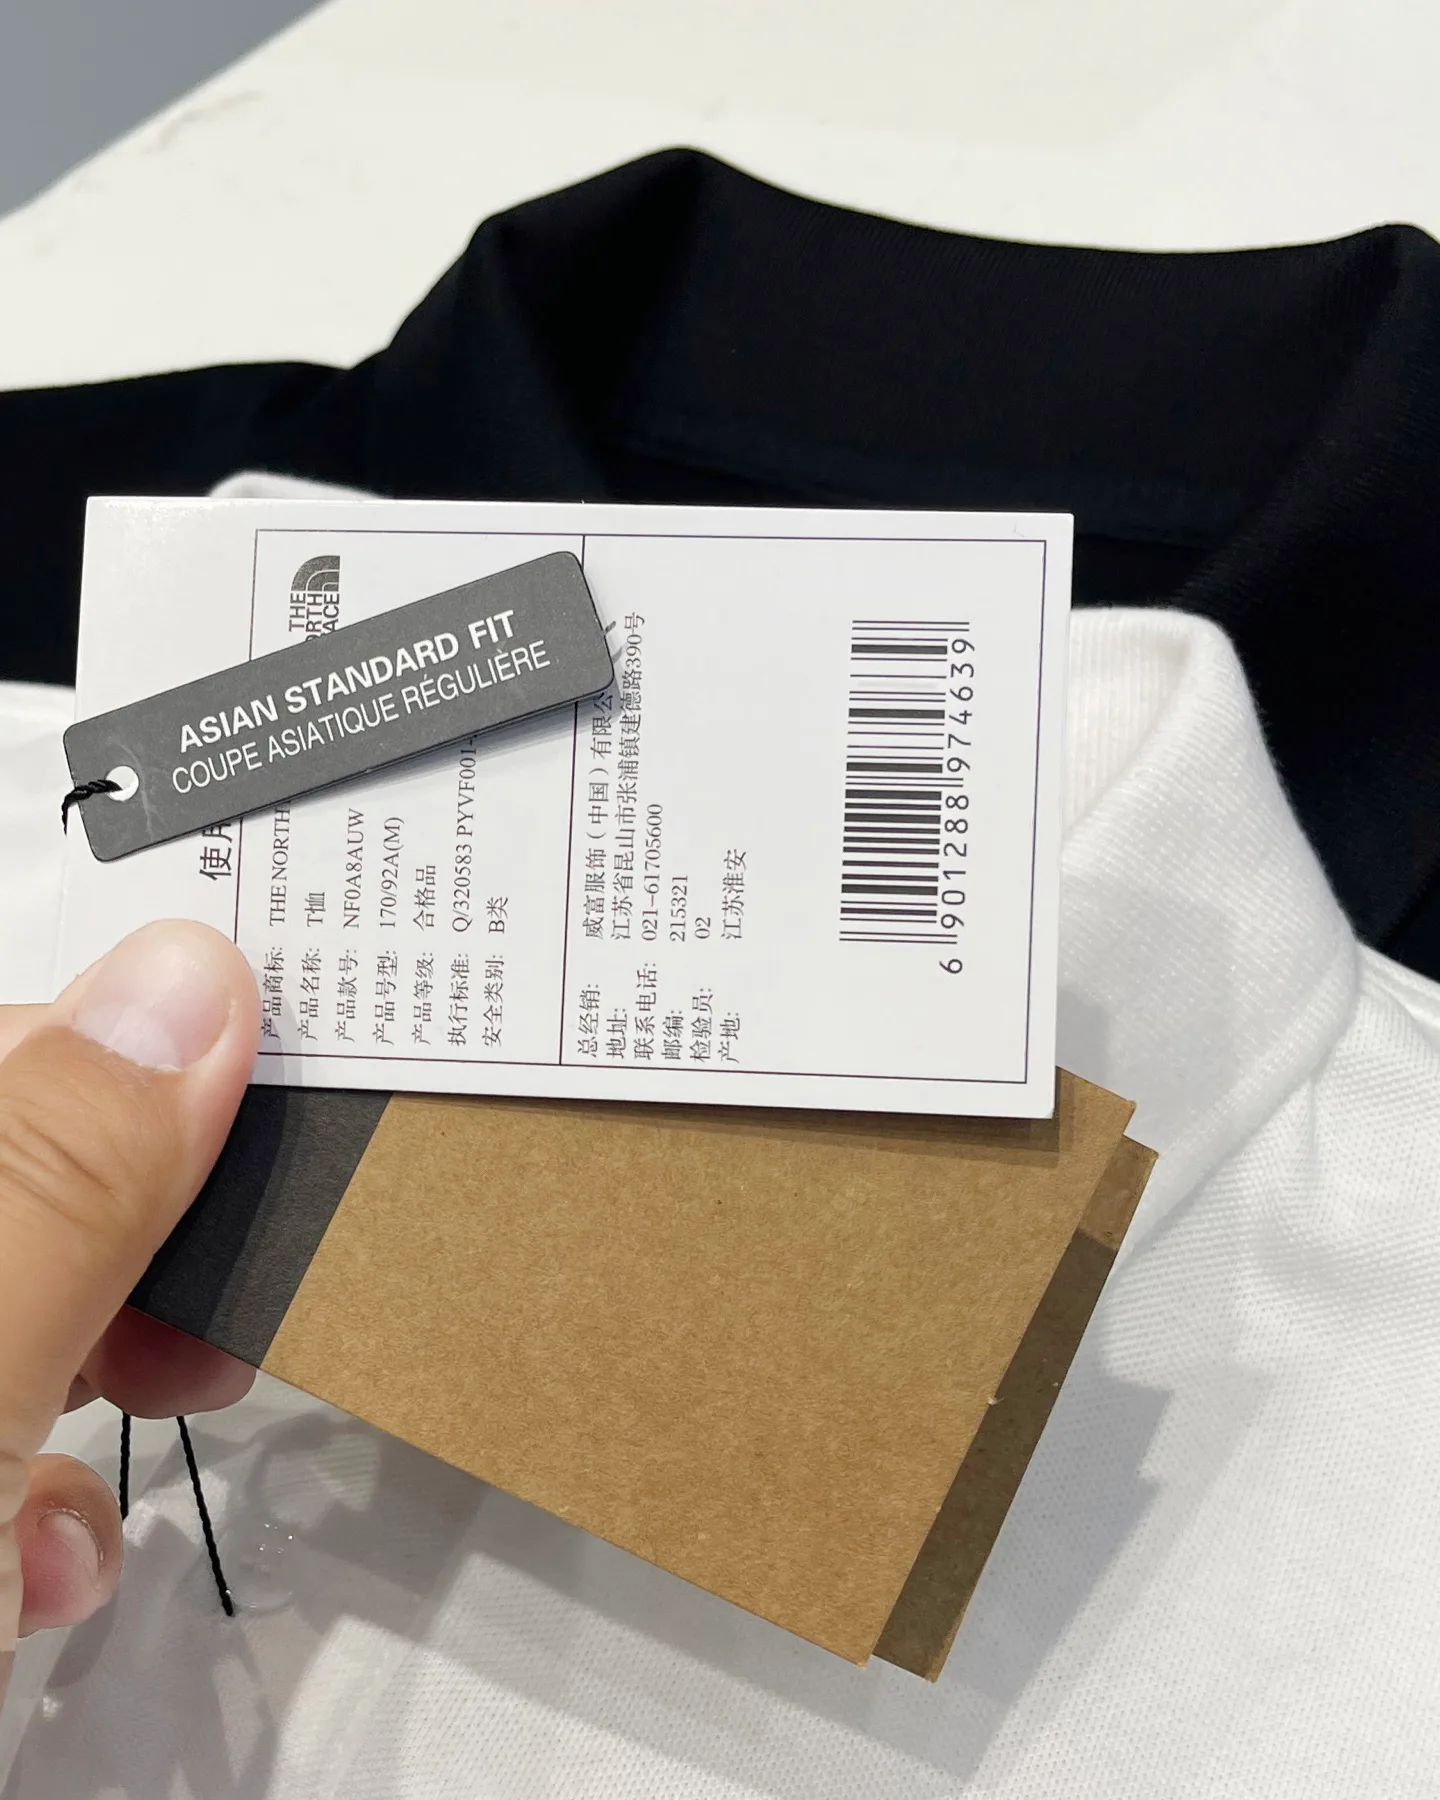 THE
NORTH
FACE
ASIAN STANDARD FIT
COUPE ASIATIQUE RÉGULIÈRE
使用
产品商标: THE NORTH
产品名称: T恤
产品款号: NF0A8AUW
产品号型: 170/92A(M)
产品等级: 合格品
执行标准: Q/320583 PYVF001-
安全类别: B类
总经销: 威富服饰（中国）有限公
地址: 江苏省昆山市张浦镇建德路390号
联系电话: 021-61705600
邮编: 215321
检验员: 02
产地: 江苏淮安
6 901288 974639